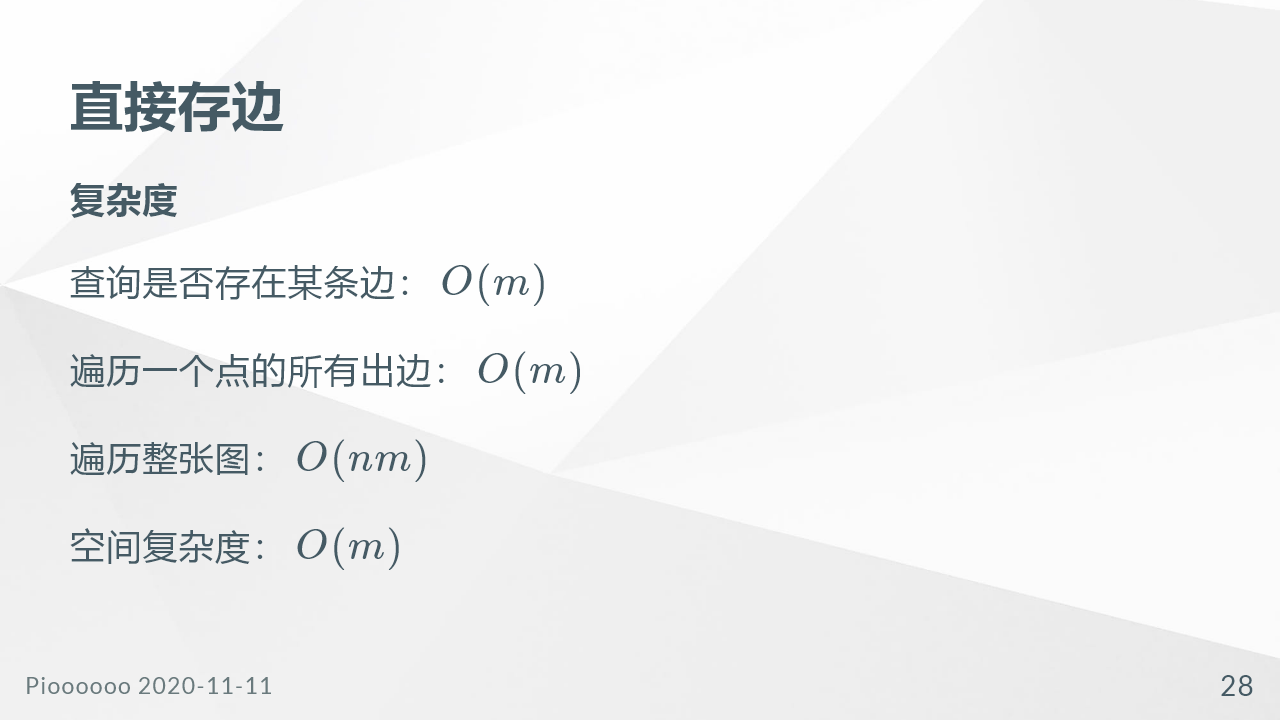 直接存边
复杂度
查询是否存在某条边： O(m)
遍历一个点的所有出边： O(m)
遍历整张图： O(nm)
空间复杂度： O(m)
Pioooooo 2020-11-11
28